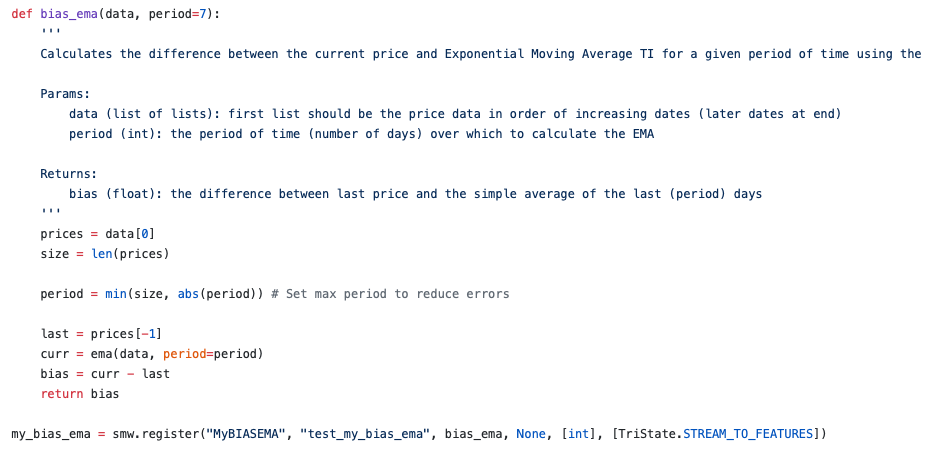 def bias_ema(data, period=7):
    '''
    Calculates the difference between the current price and Exponential Moving Average TI for a given period of time using the
    Params:
        data (list of lists): first list should be the price data in order of increasing dates (later dates at end)
        period (int): the period of time (number of days) over which to calculate the EMA
    Returns:
        bias (float): the difference between last price and the simple average of the last (period) days
    '''
    prices = data[0]
    size = len(prices)
    period = min(size, abs(period)) # Set max period to reduce errors
    last = prices[-1]
    curr = ema(data, period=period)
    bias = curr - last
    return bias
my_bias_ema = smw.register("MyBIASEMA", "test_my_bias_ema", bias_ema, None, [int], [TriState.STREAM_TO_FEATURES])